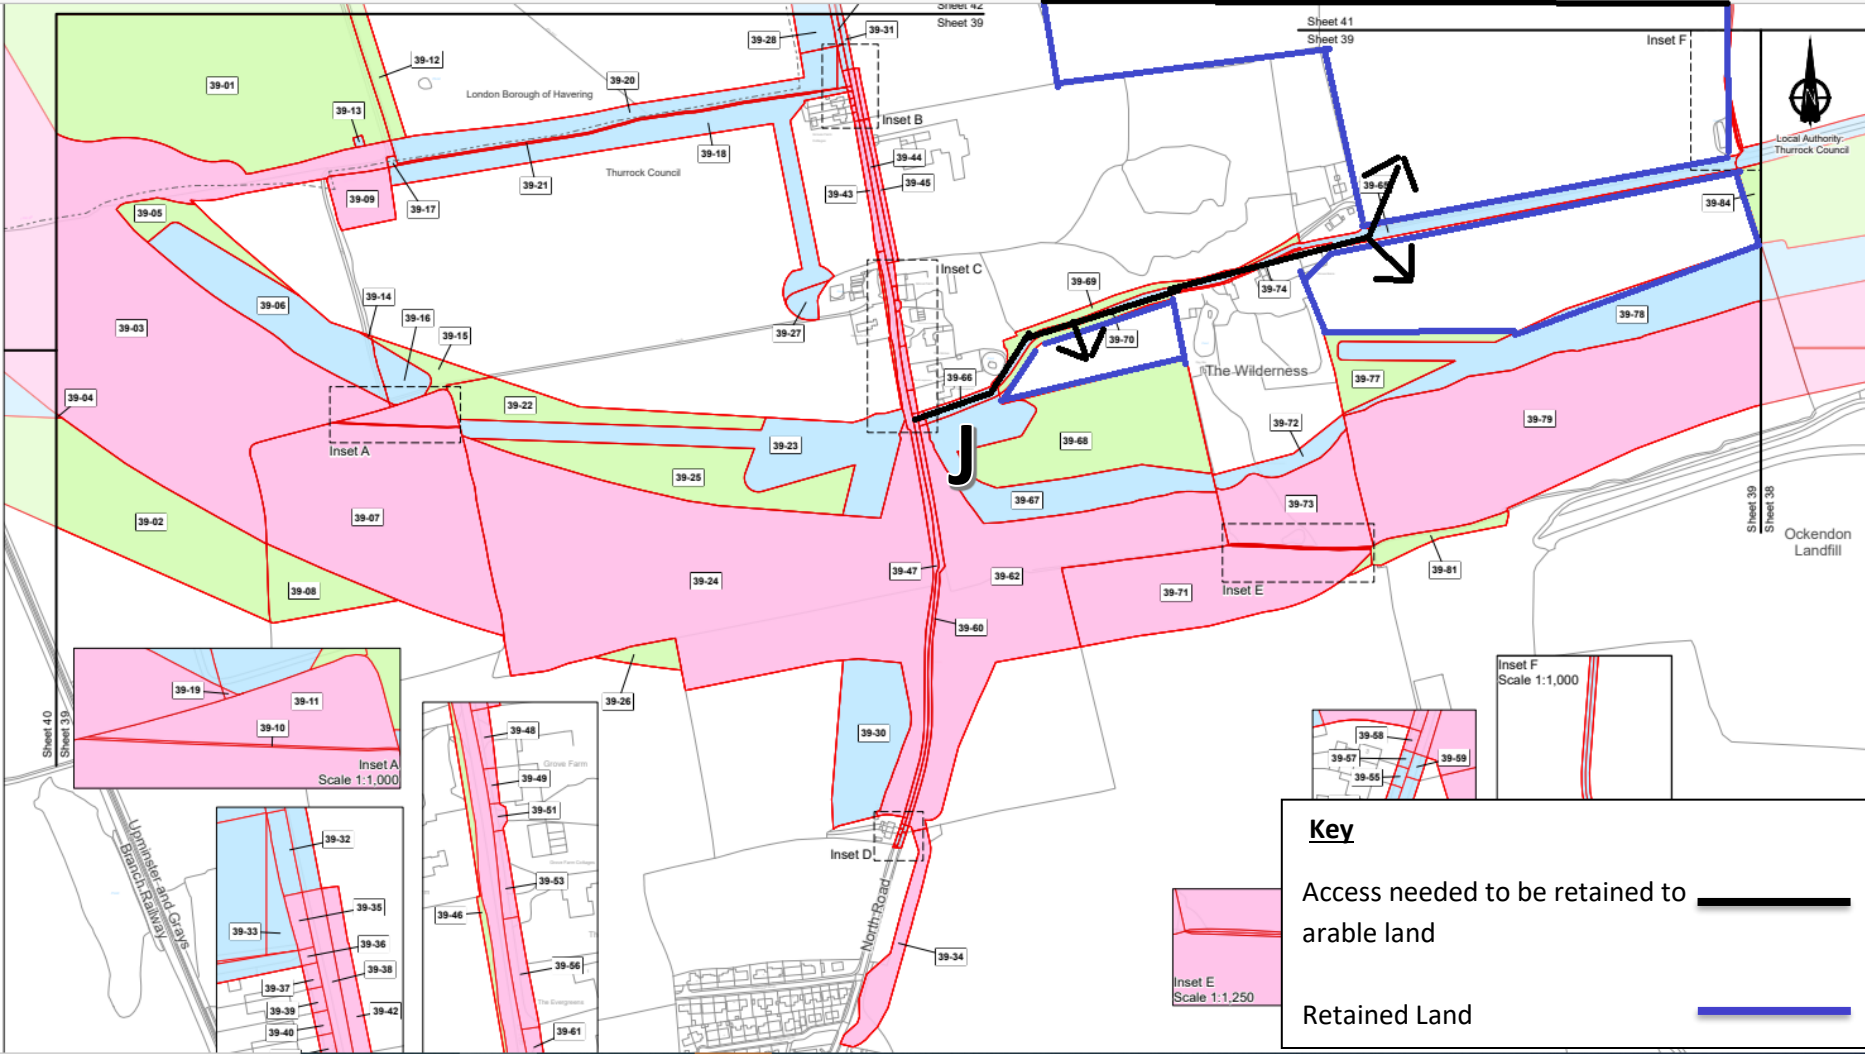 Sheet 42
Sheet 39
Sheet 41
Sheet 39
Inset F
39-31
39-28
39-12
39-20
39-01
London Borough of Havering
39-13
Inset B
Local Authority:
Thurrock Council
39-18
39-44
39-45
39-43
Thurrock Council
39-21
39-17
39-09
39-65
39-84
39-05
Inset C
39-69
39-74
39-14
39-06
39-16
39-15
39-03
39-27
39-70
39-78
The Wilderness
39-66
39-77
39-04
39-22
39-79
39-72
39-23
39-68
Inset A
J
39-25
39-67
39-73
39-02
39-07
Sheet 39
Sheet 38
Ockendon
Landfill
39-47
39-62
39-24
39-71
Inset E
39-81
39-08
39-60
39-26
39-19
39-11
39-10
Inset A
Scale 1:1,000
Sheet 40
Sheet 39
Inset F
Scale 1:1,000
39-30
39-48
Grove Farm
39-49
39-51
39-53
39-46
39-56
The Evergreens
39-61
39-58
39-57
39-59
39-55
Inset D
North Road
39-34
Upminster and Grays
Branch Railway
39-32
39-35
39-33
39-36
39-38
39-37
39-39
39-42
39-40
Inset E
Scale 1:1,250
Key
Access needed to be retained to
arable land
Retained Land